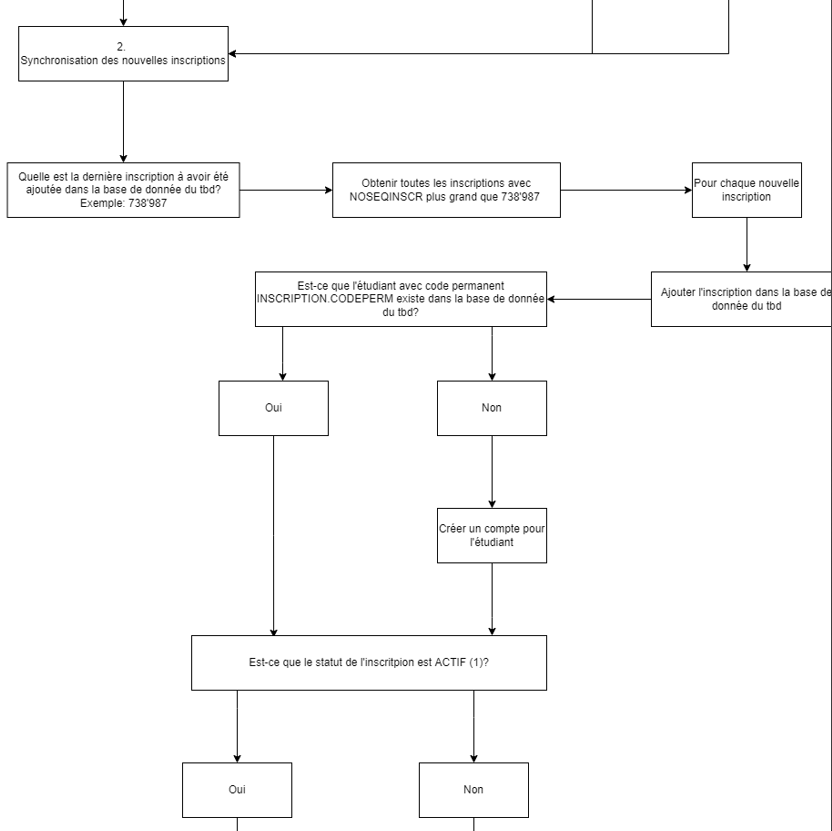 2.
Synchronisation des nouvelles inscriptions
Quelle est la dernière inscription à avoir été
ajoutée dans la base de donnée du tbd?
Exemple: 738'987
Obtenir toutes les inscriptions avec
NOSEQINSCR plus grand que 738'987
Pour chaque nouvelle
inscription
Ajouter l'inscription dans la base de
donnée du tbd
Est-ce que l'étudiant avec code permanent
INSCRIPTION.CODEPERM existe dans la base de donnée
du tbd?
Oui
Non
Créer un compte pour
l'étudiant
Est-ce que le statut de l'inscritpion est ACTIF (1)?
Oui
Non